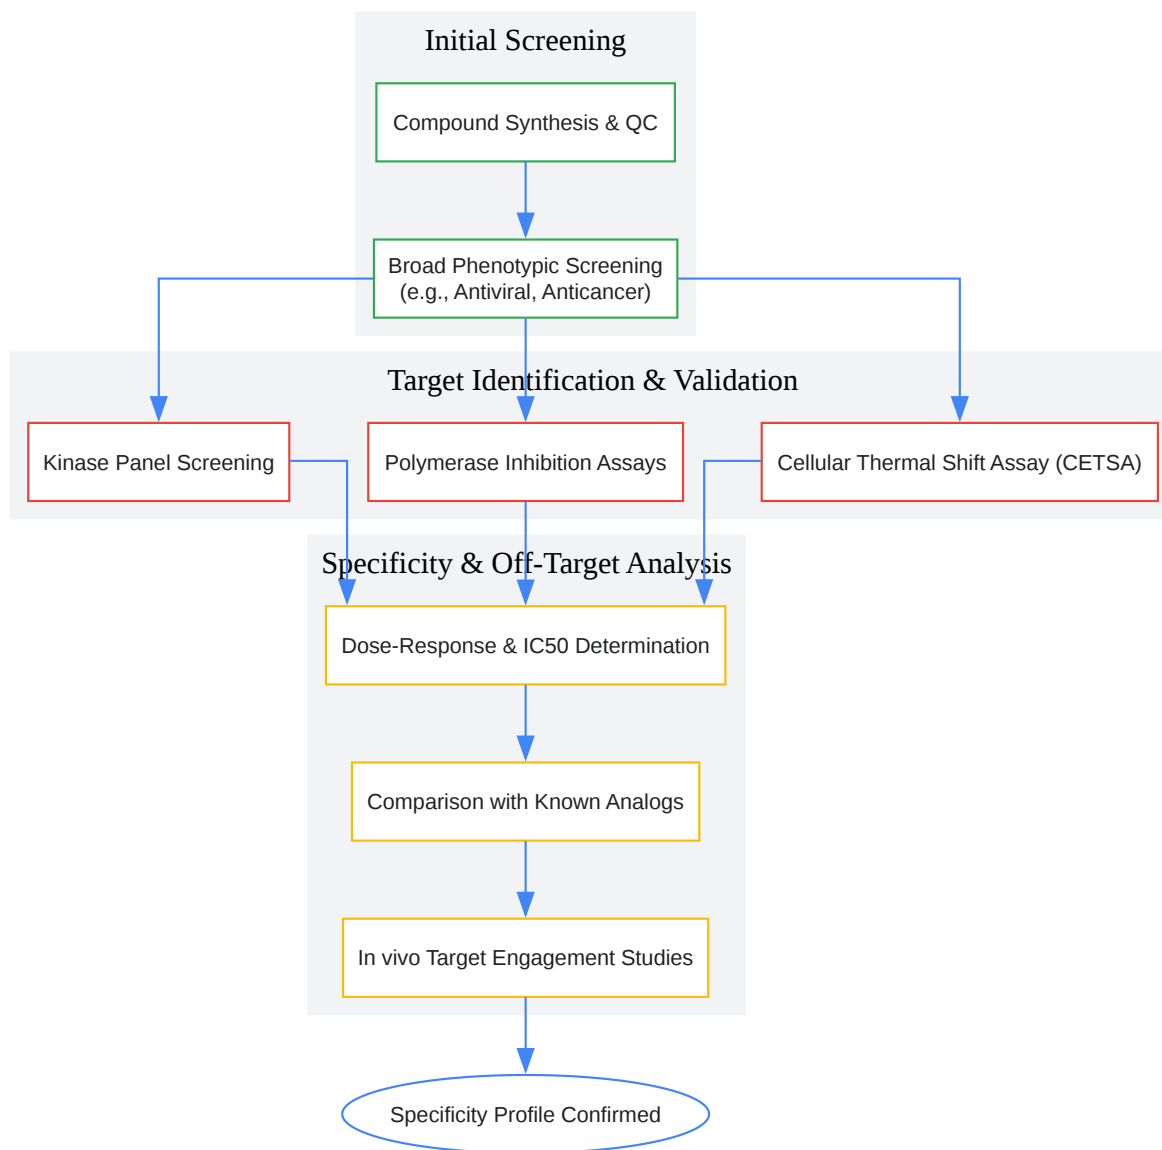 Initial Screening
Compound Synthesis & QC
Broad Phenotypic Screening
(e.g., Antiviral, Anticancer)
Target Identification & Validation
Kinase Panel Screening
Polymerase Inhibition Assays
Cellular Thermal Shift Assay (CETSA)
Specificity & Off-Target Analysis
Dose-Response & IC50 Determination
Comparison with Known Analogs
In vivo Target Engagement Studies
Specificity Profile Confirmed